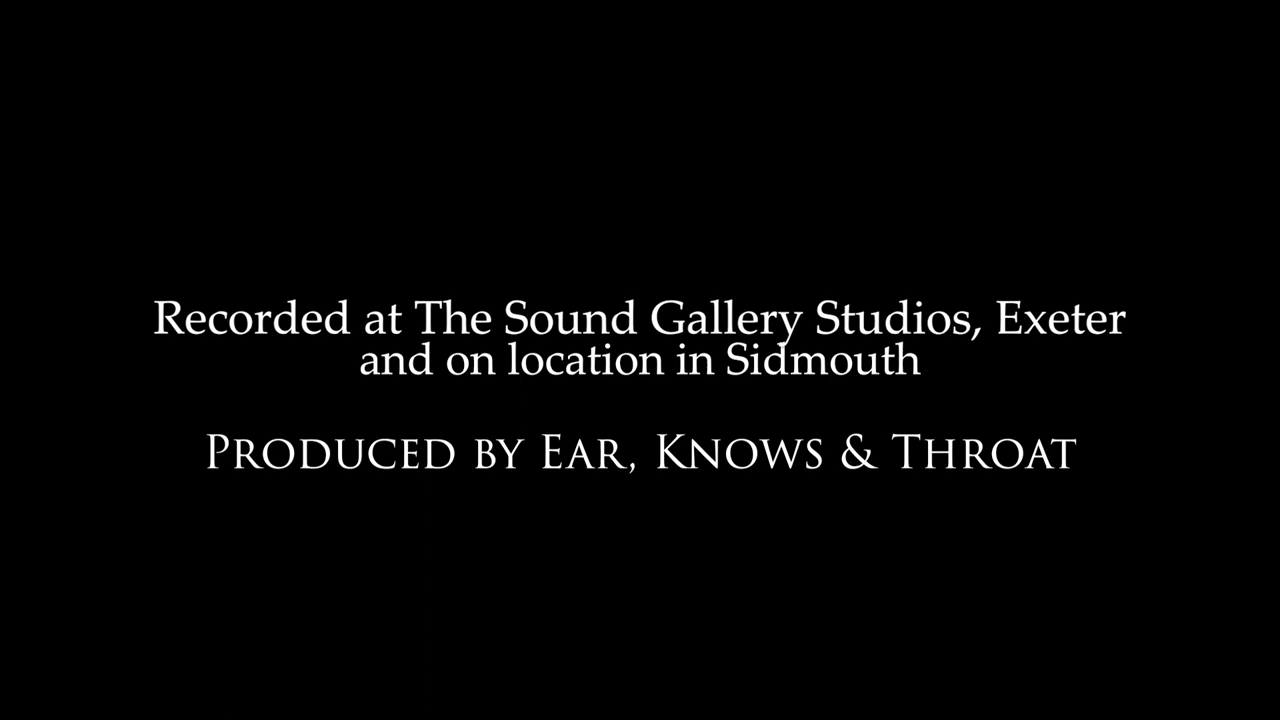 Recorded at The Sound Gallery Studios, Exeter
and on location in Sidmouth
Produced by Ear, Knows & Throat